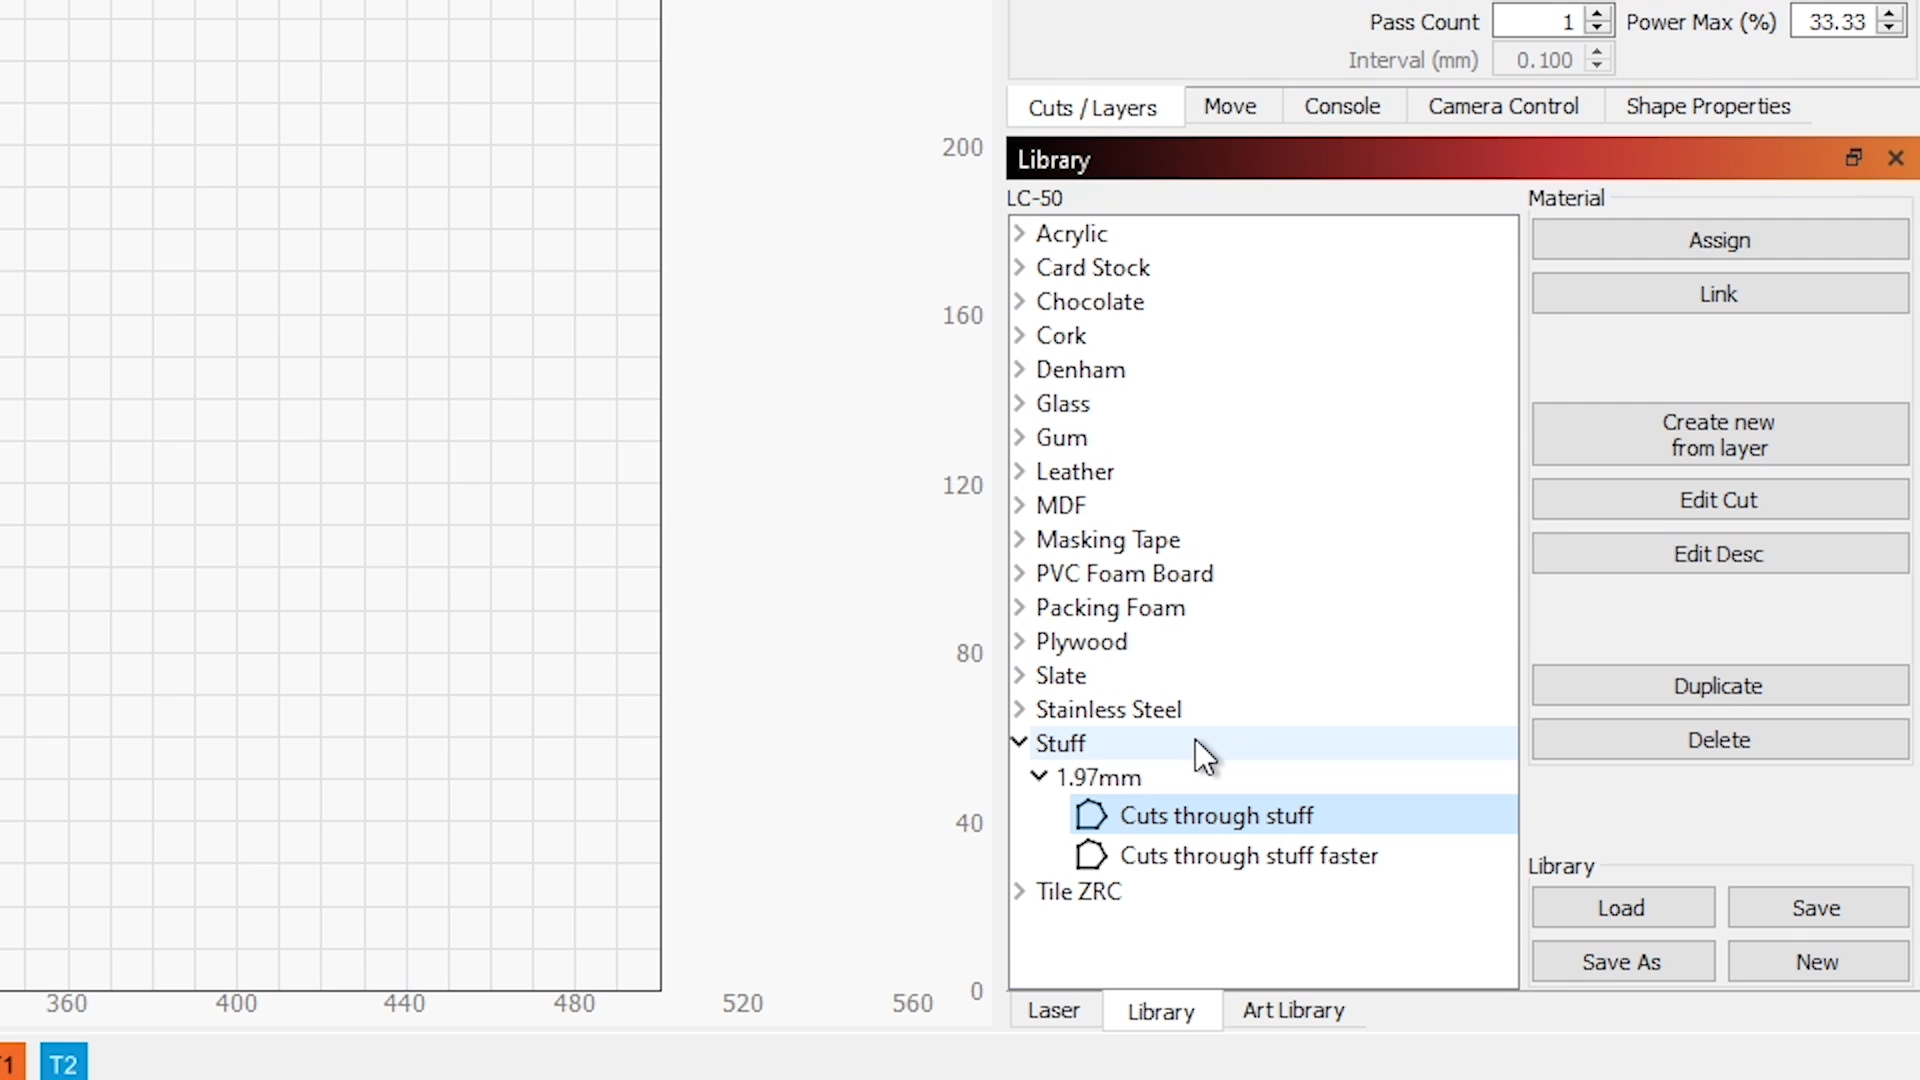 Pass Count 1 Power Max (%) 33.33
Interval (mm) 0.100
Cuts / Layers Move Console Camera Control Shape Properties
Library
LC-50
Acrylic
Card Stock
Chocolate
Cork
Denham
Glass
Gum
Leather
MDF
Masking Tape
PVC Foam Board
Packing Foam
Plywood
Slate
Stainless Steel
Stuff
1.97mm
Cuts through stuff
Cuts through stuff faster
Tile ZRC
Material
Assign
Link
Create new
from layer
Edit Cut
Edit Desc
Duplicate
Delete
Library
Load Save
Save As New
Laser Library Art Library
200
160
120
80
40
0
360 400 440 480 520 560
T2